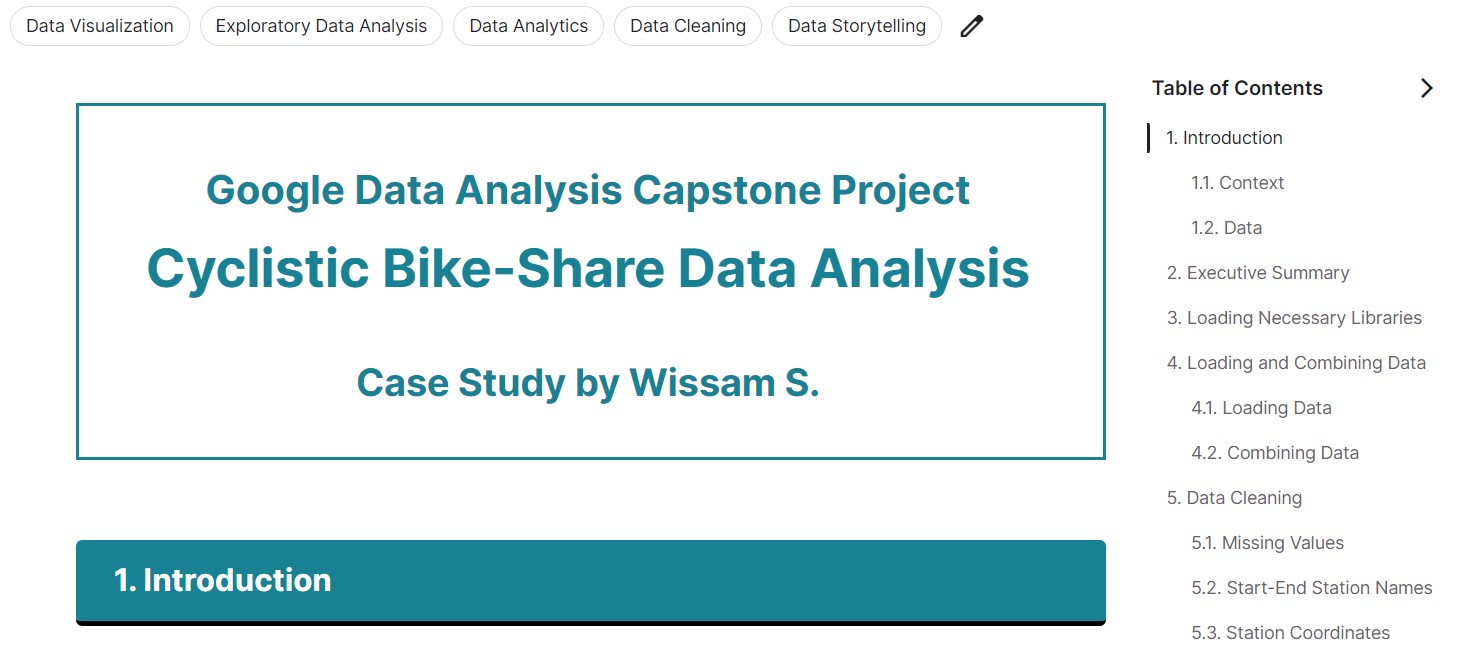 Data Visualization
Exploratory Data Analysis
Data Analytics
Data Cleaning
Data Storytelling
Google Data Analysis Capstone Project
Cyclistic Bike-Share Data Analysis
Case Study by Wissam S.
1. Introduction
Table of Contents
1. Introduction
1.1. Context
1.2. Data
2. Executive Summary
3. Loading Necessary Libraries
4. Loading and Combining Data
4.1. Loading Data
4.2. Combining Data
5. Data Cleaning
5.1. Missing Values
5.2. Start-End Station Names
5.3. Station Coordinates